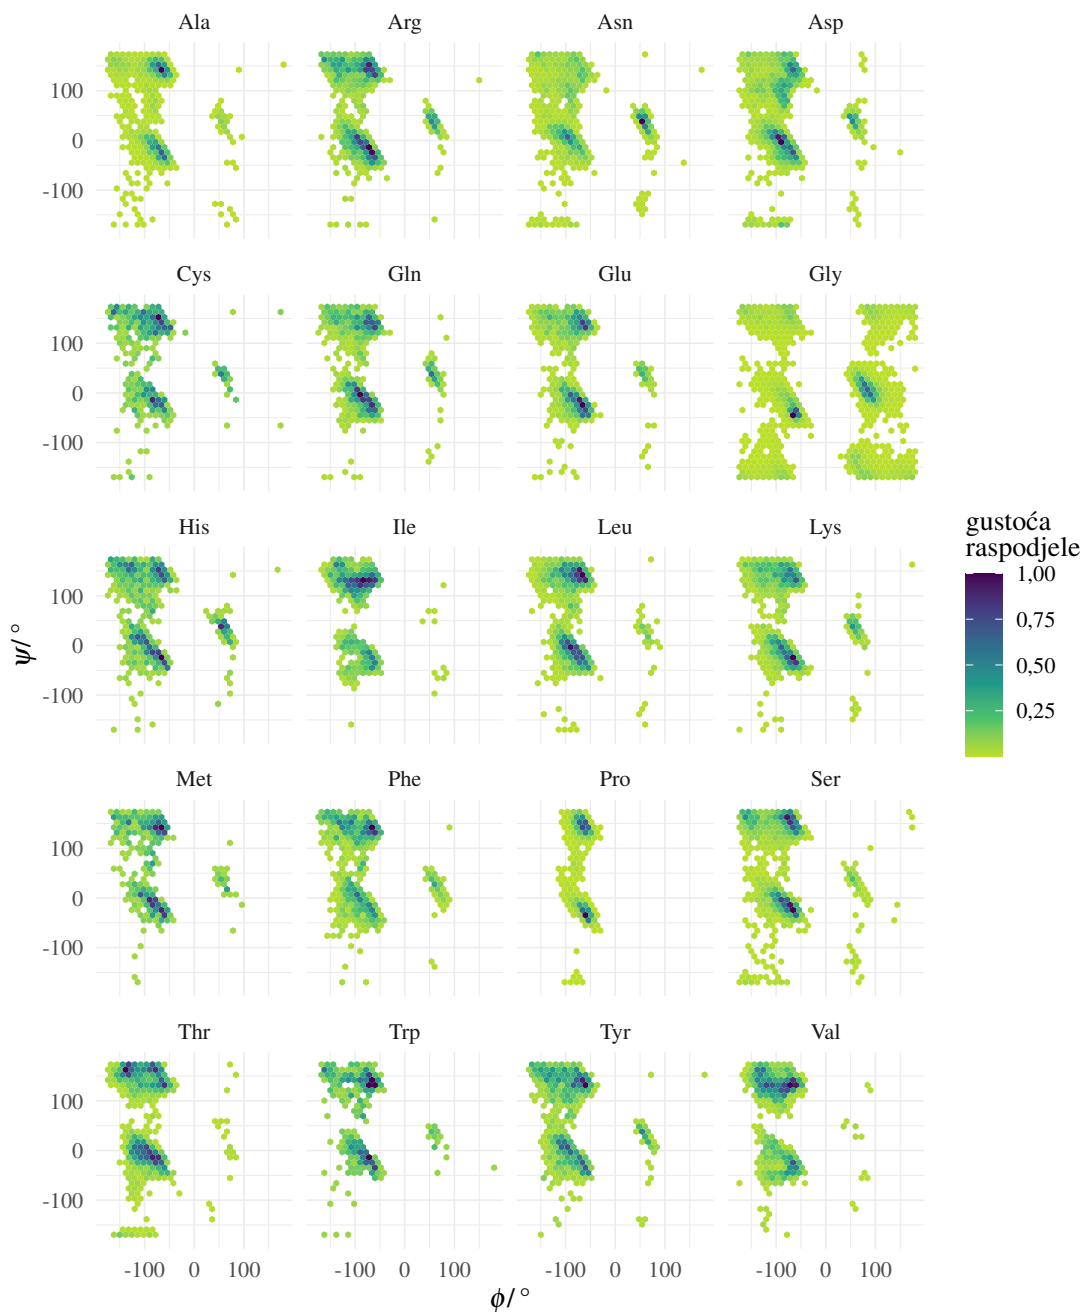 Ala Arg Asn Asp
100
0
-100
Cys Gln Glu Gly
100
0
-100
His Ile Leu Lys
100
0
-100
Met Phe Pro Ser
100
0
-100
Thr Trp Tyr Val
100
0
-100
-100 0 100 -100 0 100 -100 0 100 -100 0 100
ϕ/°
ψ/°
gustoća
raspodjele
1,00
0,75
0,50
0,25